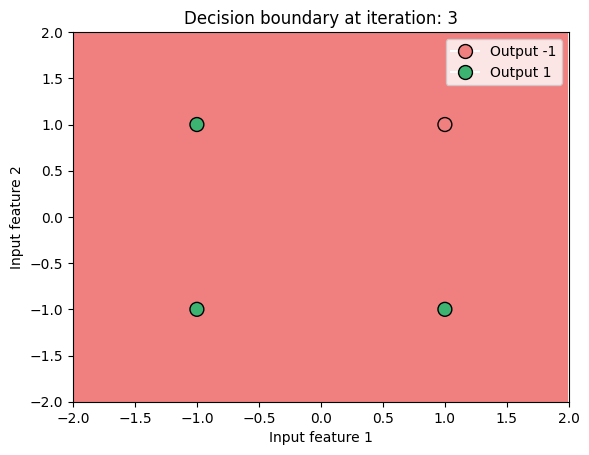 Decision boundary at iteration: 3
Output -1
Output 1
2.0
1.5
1.0
0.5
0.0
−0.5
−1.0
−1.5
−2.0
Input feature 2
−2.0 −1.5 −1.0 −0.5 0.0 0.5 1.0 1.5 2.0
Input feature 1